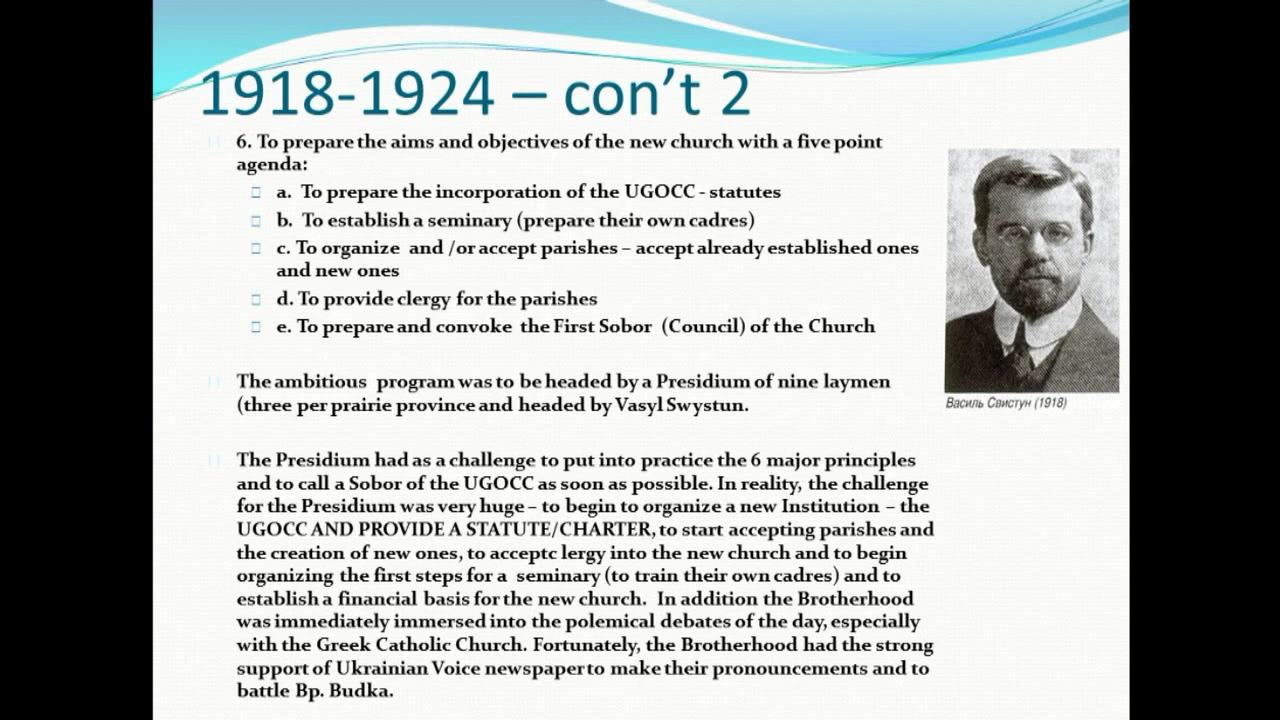 1918-1924 – con’t 2
6. To prepare the aims and objectives of the new church with a five point
agenda:
a. To prepare the incorporation of the UGOCC - statutes
b. To establish a seminary (prepare their own cadres)
c. To organize and /or accept parishes – accept already established ones
and new ones
d. To provide clergy for the parishes
e. To prepare and convoke the First Sobor (Council) of the Church
The ambitious program was to be headed by a Presidium of nine laymen
(three per prairie province and headed by Vasyl Swystun.
Василь Свистун (1918)
The Presidium had as a challenge to put into practice the 6 major principles
and to call a Sobor of the UGOCC as soon as possible. In reality, the challenge
for the Presidium was very huge – to begin to organize a new Institution – the
UGOCC AND PROVIDE A STATUTE/CHARTER, to start accepting parishes and
the creation of new ones, to acceptc lergy into the new church and to begin
organizing the first steps for a seminary (to train their own cadres) and to
establish a financial basis for the new church. In addition the Brotherhood
was immediately immersed into the polemical debates of the day, especially
with the Greek Catholic Church. Fortunately, the Brotherhood had the strong
support of Ukrainian Voice newspaper to make their pronouncements and to
battle Bp. Budka.